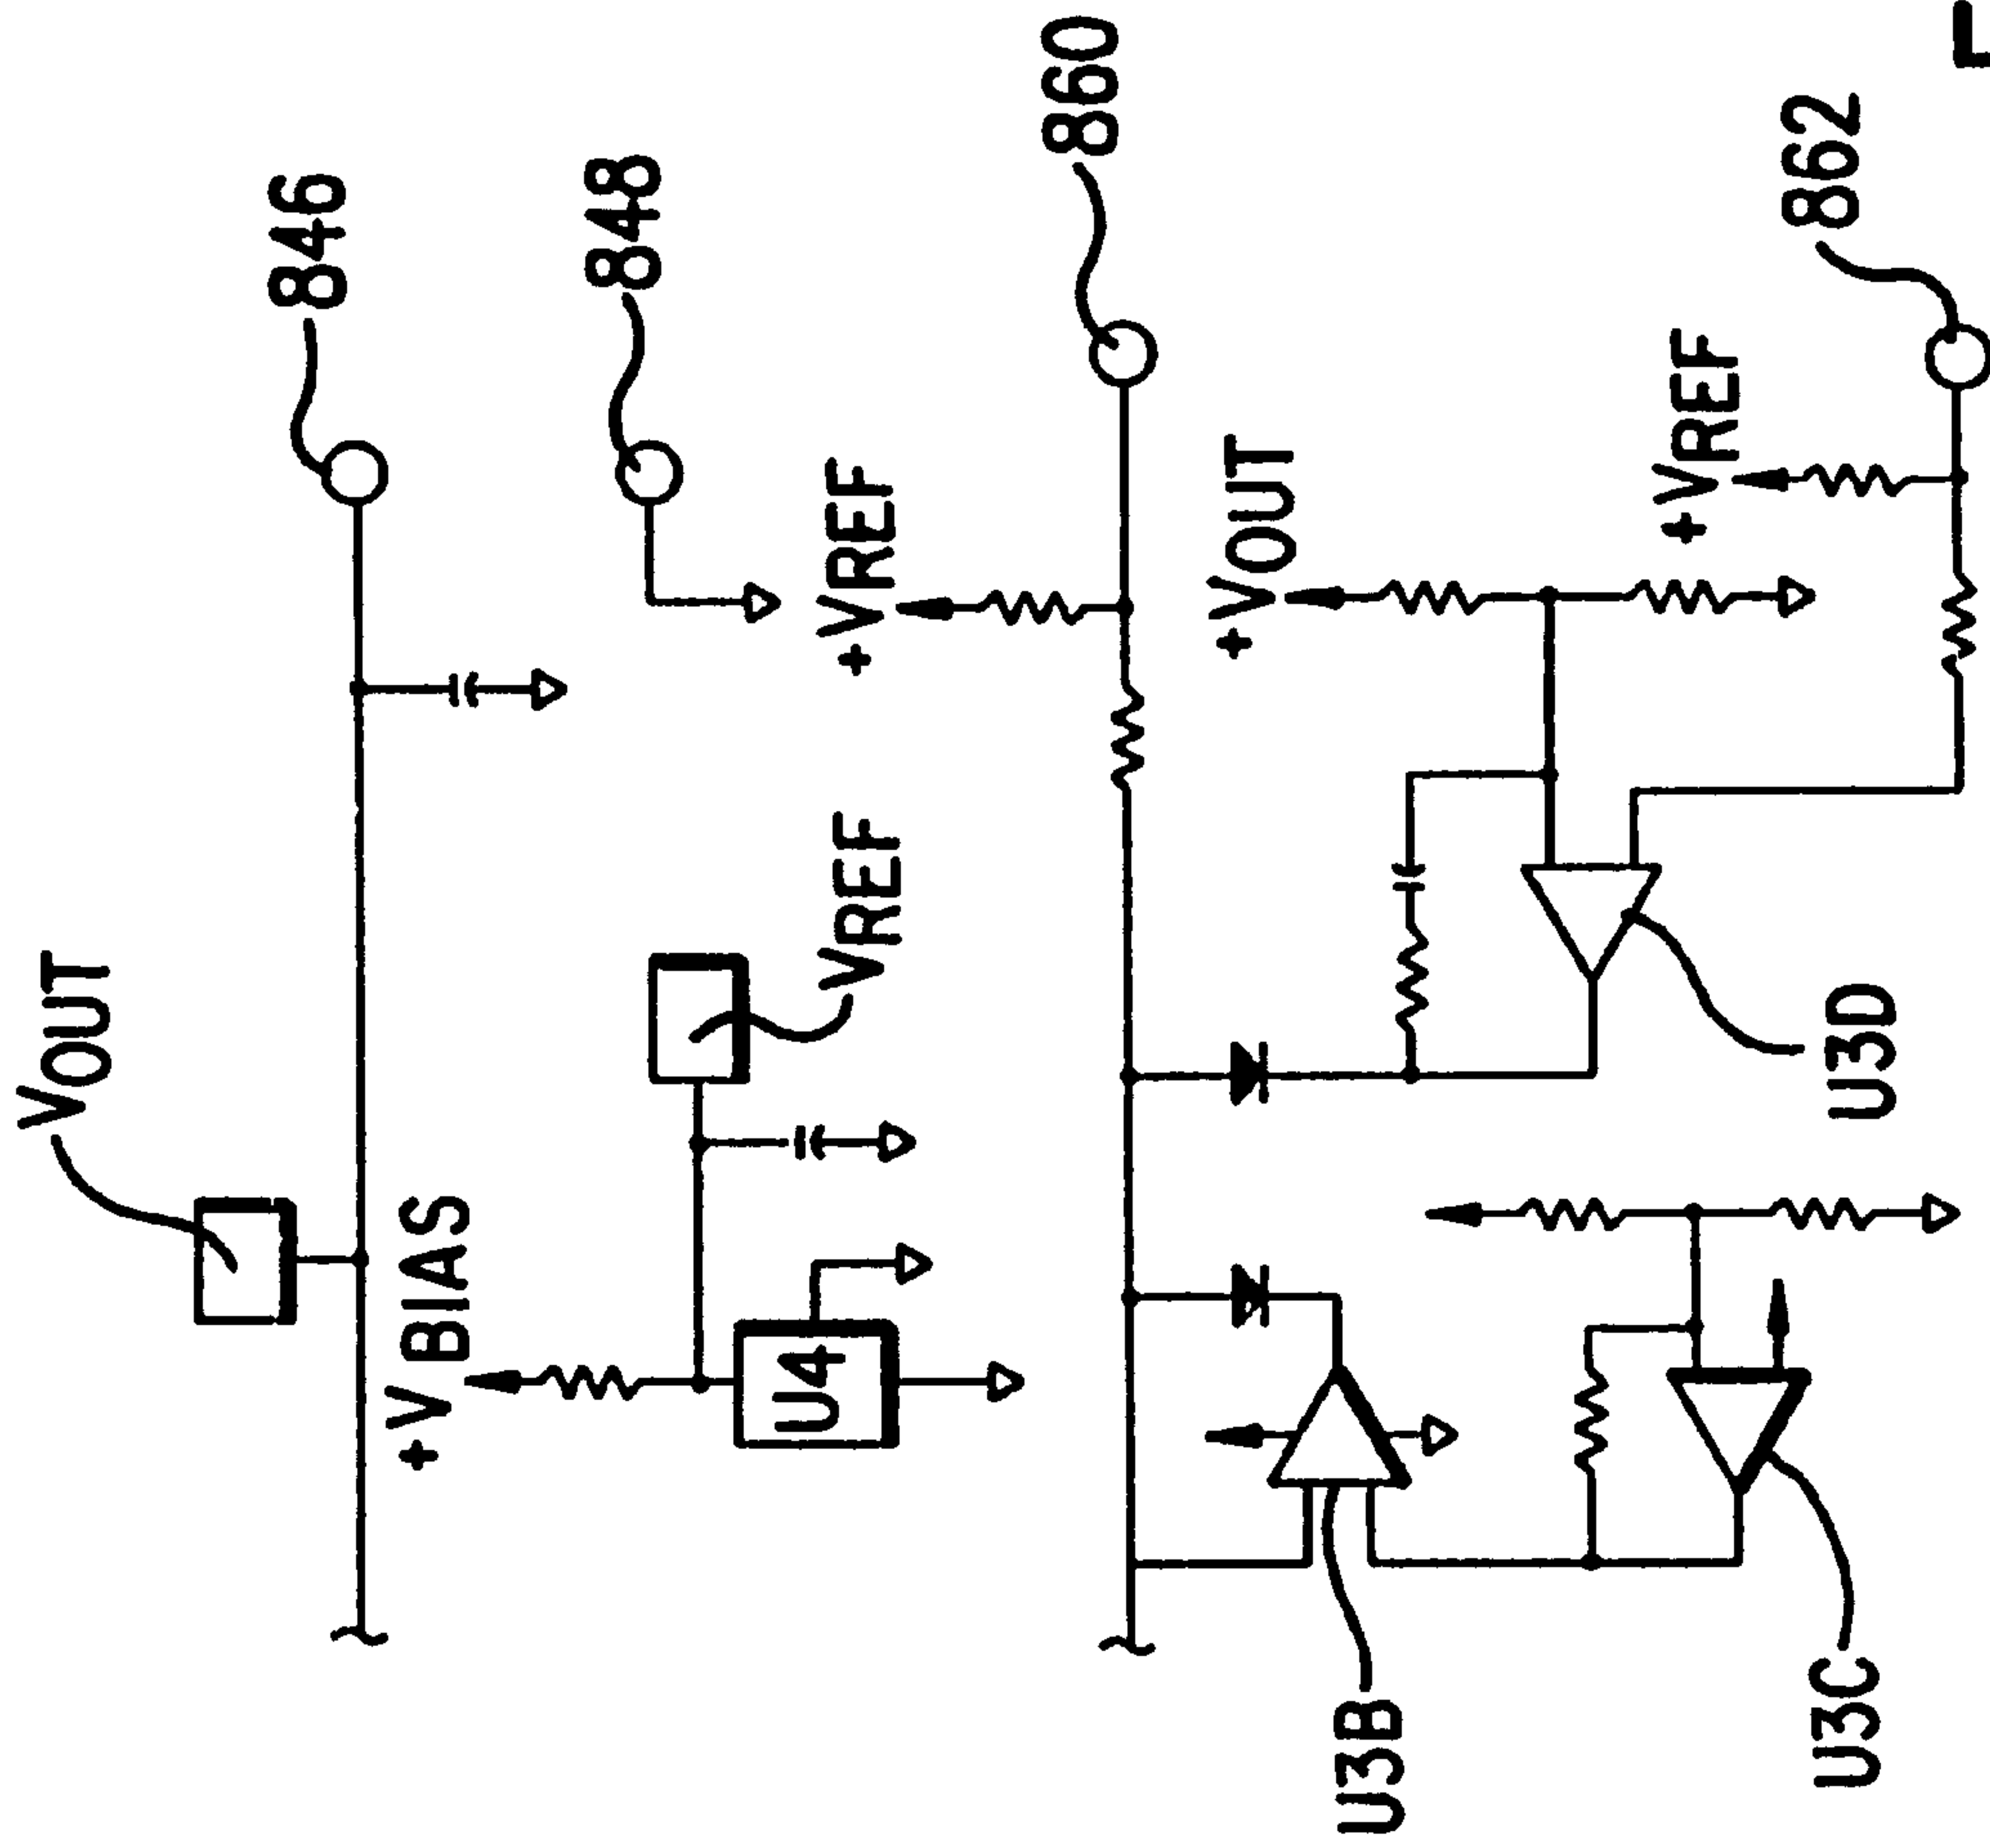 VOUT
846
+VBIAS
848
VREF
+VREF
U4
860
+VOUT
+VREF
862
U3D
U3B
U3C